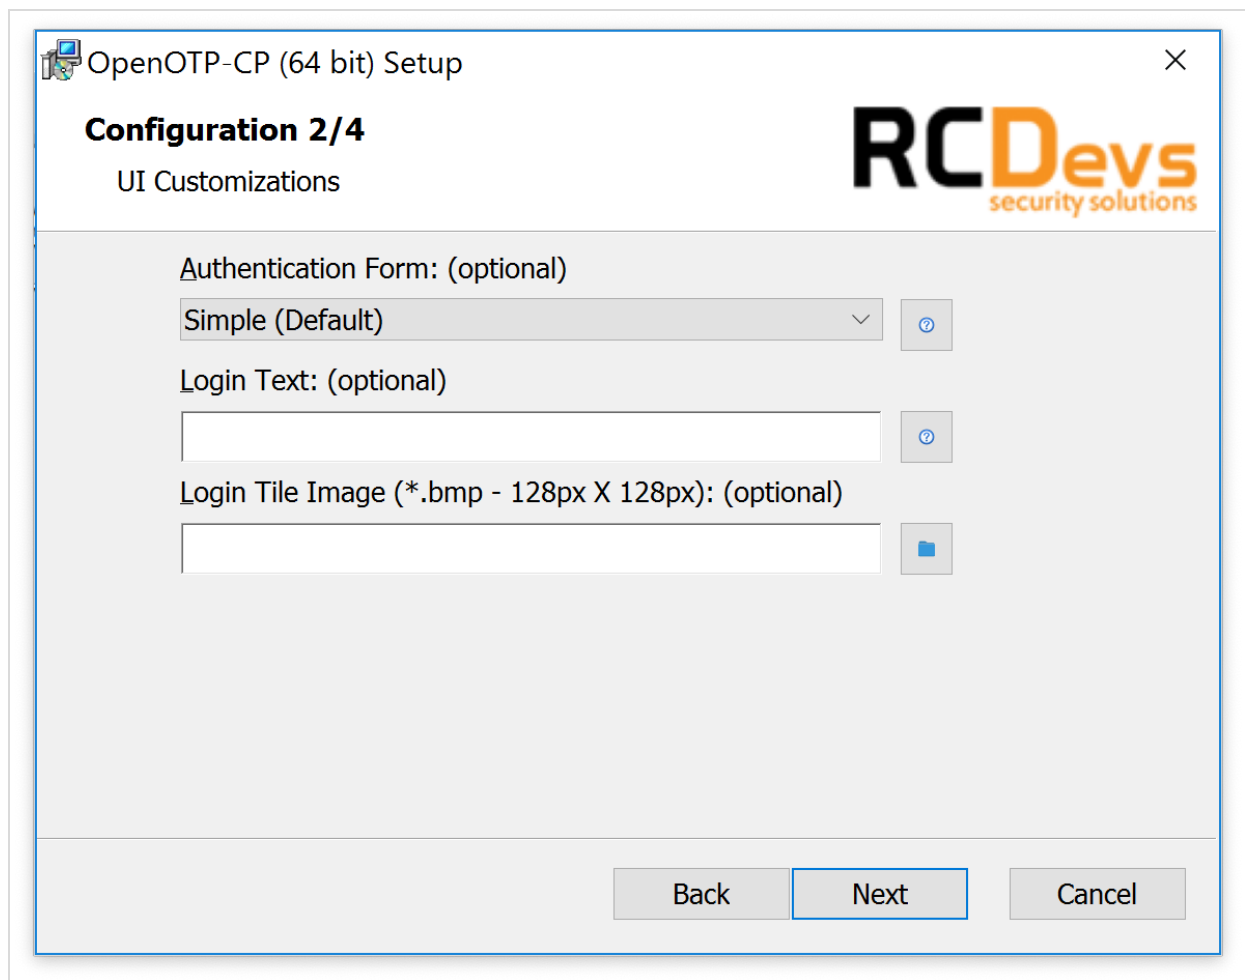 OpenOTP-CP (64 bit) Setup
Configuration 2/4
UI Customizations
RCDevs
security solutions
Authentication Form: (optional)
Simple (Default)
Login Text: (optional)
Login Tile Image (*.bmp - 128px X 128px): (optional)
Back
Next
Cancel